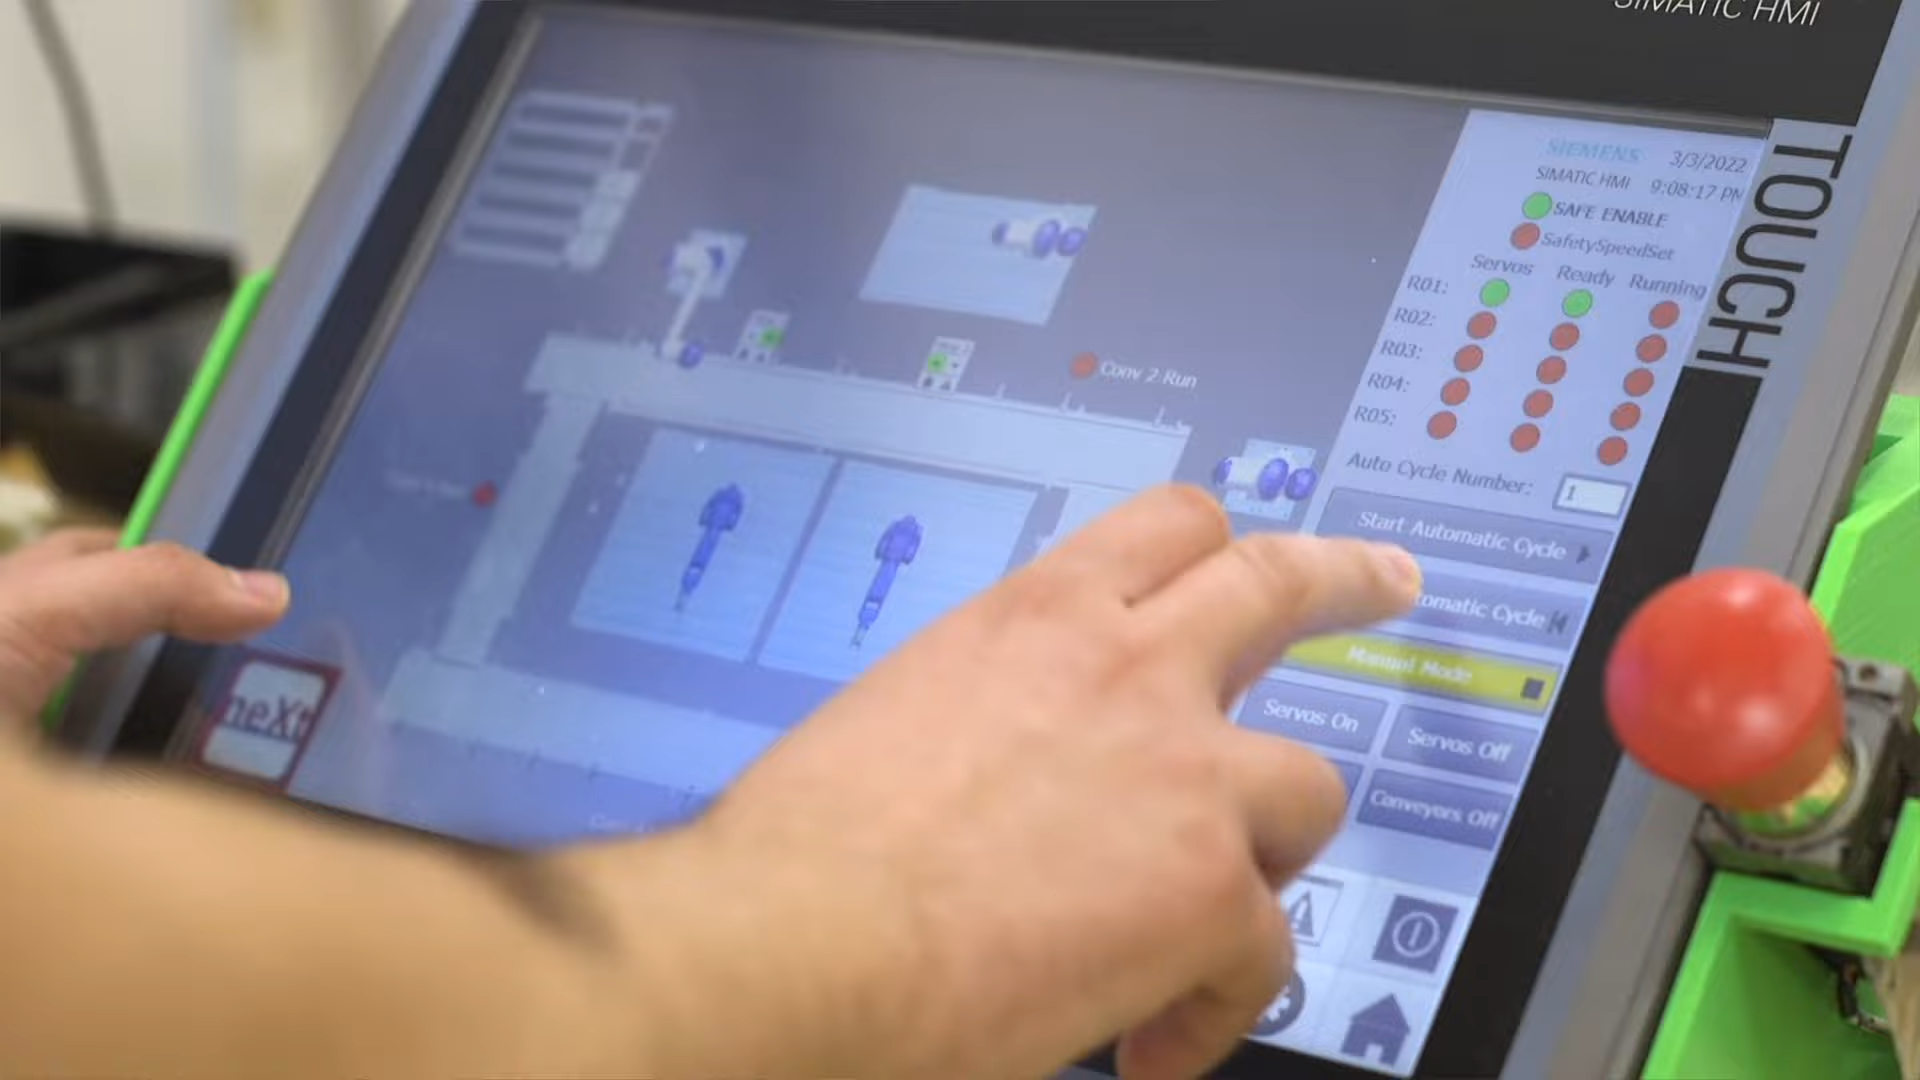 SIMATIC HMI
TOUCH
SIEMENS
3/3/2022
SIMATIC HMI
9:08:17 PM
SAFE ENABLE
SafetySpeedSet
Servos Ready Running
R01:
R02:
R03:
R04:
R05:
Auto Cycle Number: 1
Start Automatic Cycle
tomatic Cycle
Manual Mode
Servos On
Servos Off
Conveyors Off
Conv 2 Run
neXt